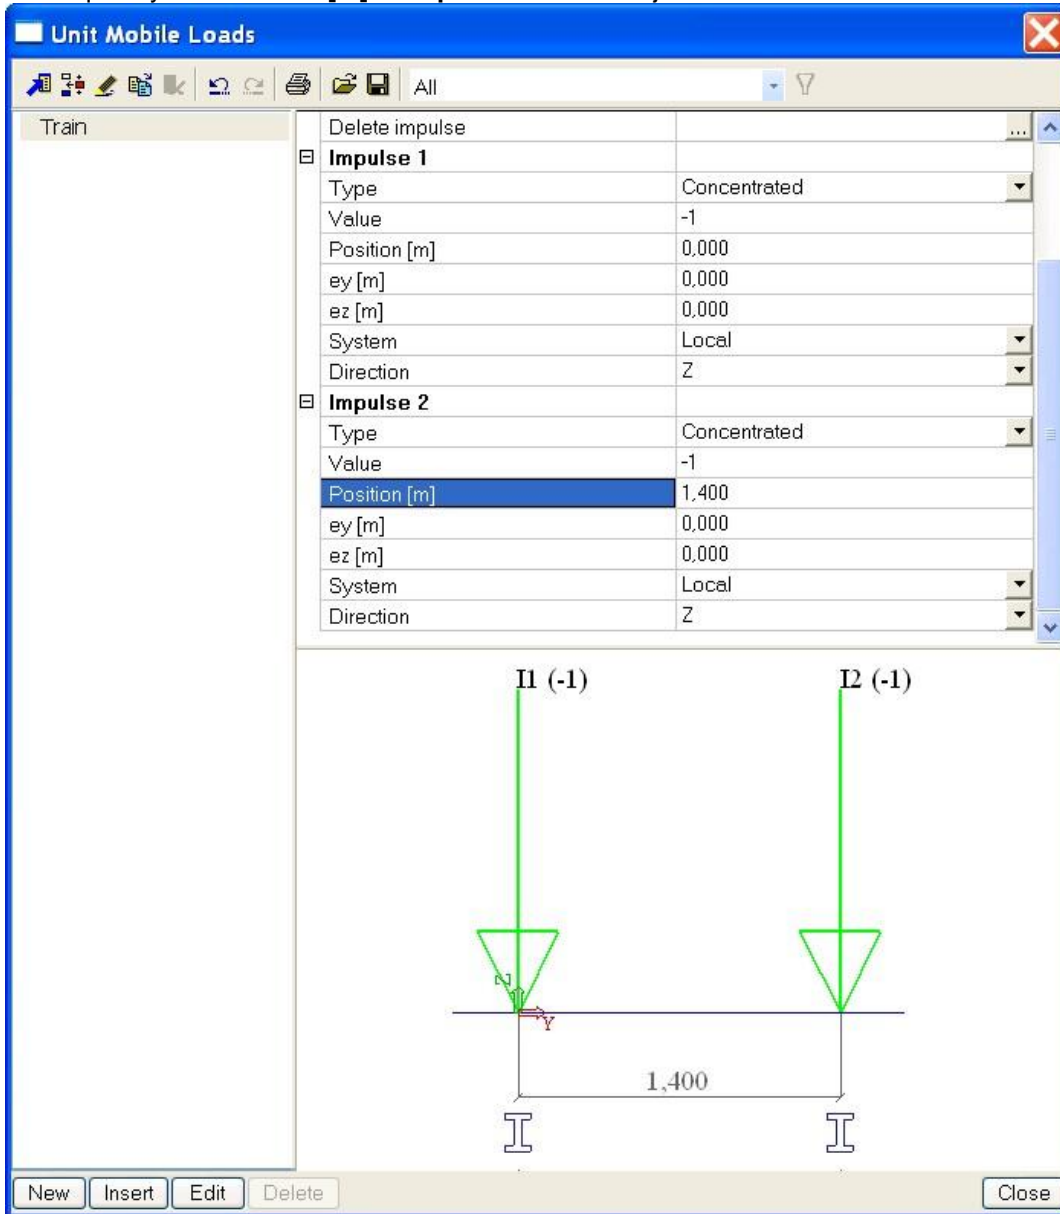 Unit Mobile Loads
All
Train
Delete impulse ...
Impulse 1
Type Concentrated
Value -1
Position [m] 0,000
ey [m] 0,000
ez [m] 0,000
System Local
Direction Z
Impulse 2
Type Concentrated
Value -1
Position [m] 1,400
ey [m] 0,000
ez [m] 0,000
System Local
Direction Z
I1 (-1) I2 (-1)
Z
Y
1,400
New Insert Edit Delete Close